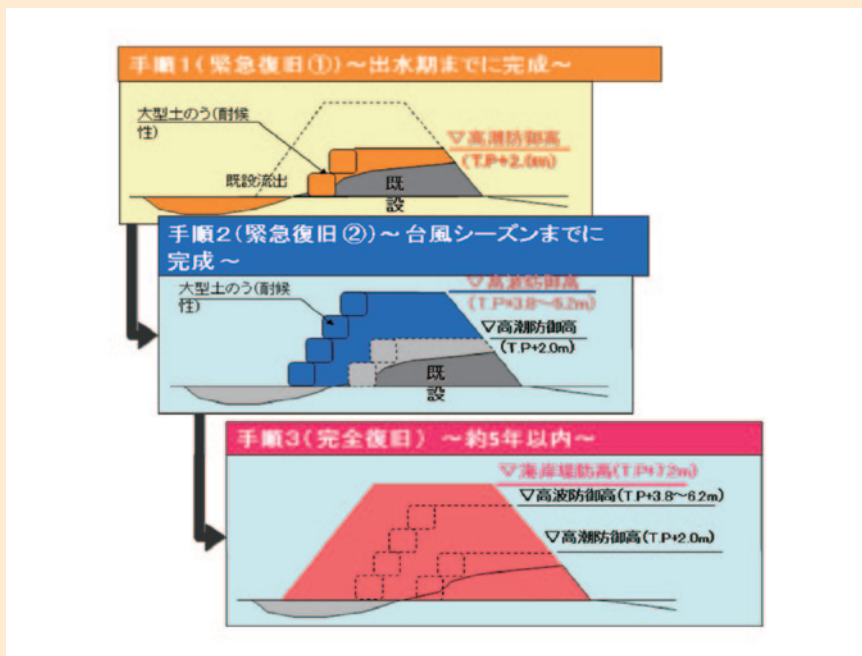 手順1(緊急復旧①)～出水期までに完成～
大型土のう(耐候
性)
▽高潮防御高
(T.P+2.0m)
既設流出
既
設
手順2(緊急復旧②)～台風シーズンまでに
完成～
大型土のう(耐候
性)
▽高波防御高
(T.P+3.8～6.2m)
▽高潮防御高
(T.P+2.0m)
既
設
手順3(完全復旧) ～約5年以内～
▽海岸堤防高(T.P+7.2m)
▽高波防御高(T.P+3.8～6.2m)
▽高潮防御高(T.P+2.0m)